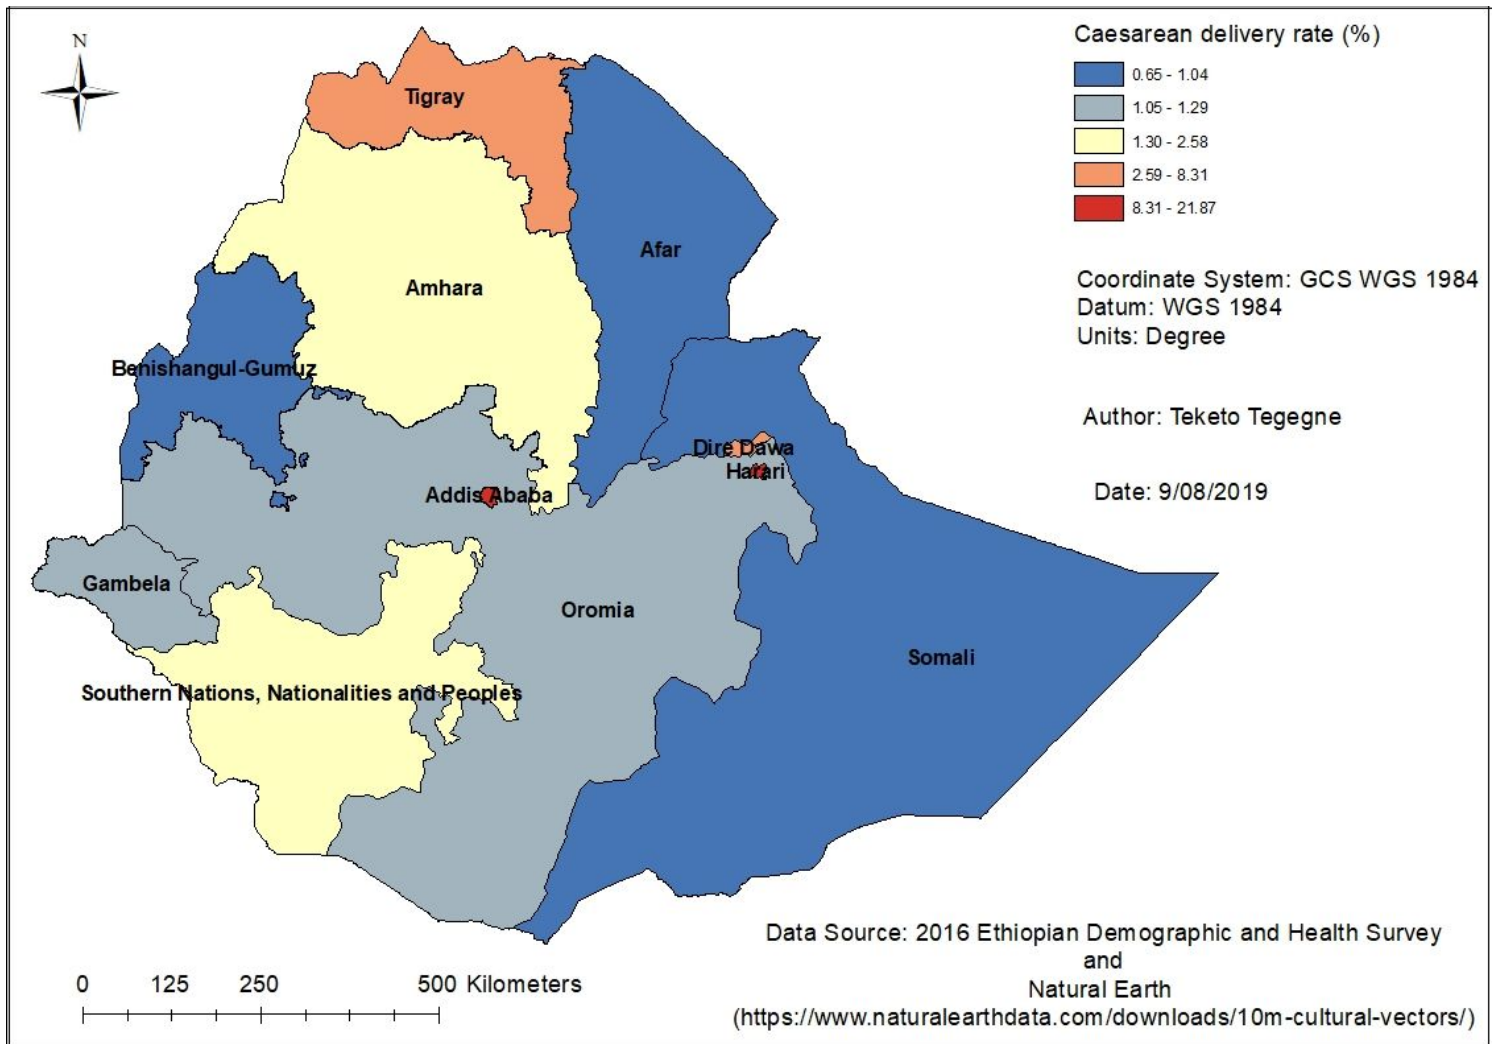 N
Caesarean delivery rate (%)
0.65 - 1.04
1.05 - 1.29
1.30 - 2.58
2.59 - 8.31
8.31 - 21.87
Coordinate System: GCS WGS 1984
Datum: WGS 1984
Units: Degree
Author: Teketo Tegegne
Date: 9/08/2019
Tigray
Afar
Amhara
Benishangul-Gumuz
Dire Dawa
Harari
Addis Ababa
Gambela
Oromia
Somali
Southern Nations, Nationalities and Peoples
0 125 250 500 Kilometers
Data Source: 2016 Ethiopian Demographic and Health Survey
and
Natural Earth
(https://www.naturalearthdata.com/downloads/10m-cultural-vectors/)